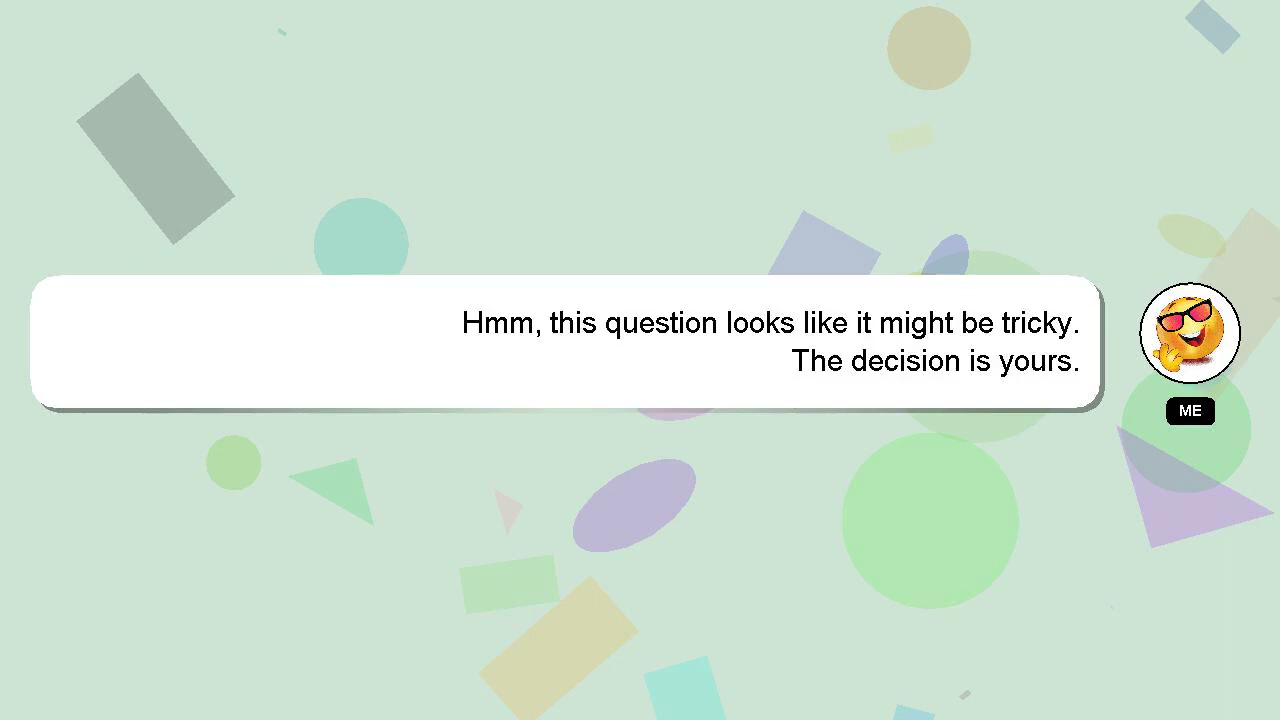 Hmm, this question looks like it might be tricky.
The decision is yours.
ME